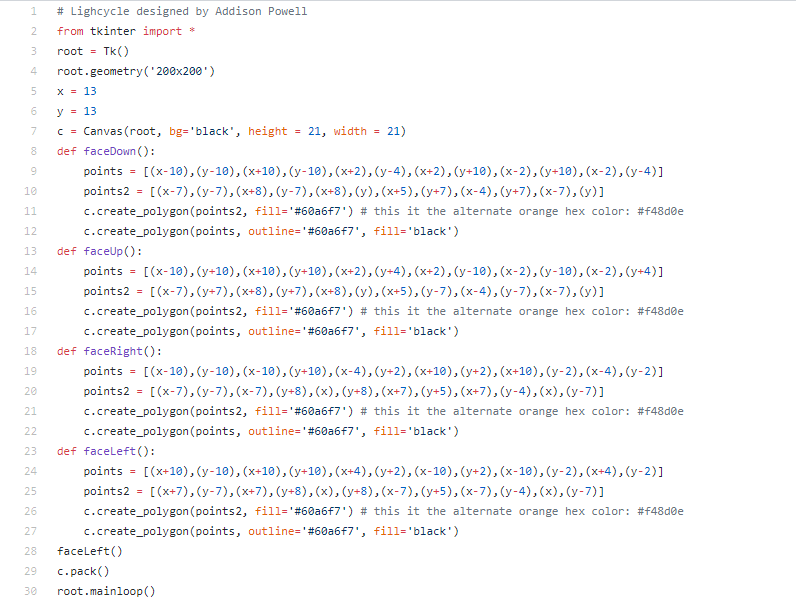 1 # Lighcycle designed by Addison Powell
2 from tkinter import *
3 root = Tk()
4 root.geometry('200x200')
5 x = 13
6 y = 13
7 c = Canvas(root, bg='black', height = 21, width = 21)
8 def faceDown():
9     points = [(x-10),(y-10),(x+10),(y-10),(x+2),(y-4),(x+2),(y+10),(x-2),(y+10),(x-2),(y-4)]
10     points2 = [(x-7),(y-7),(x+8),(y-7),(x+8),(y),(x+5),(y+7),(x-4),(y+7),(x-7),(y)]
11     c.create_polygon(points2, fill='#60a6f7') # this it the alternate orange hex color: #f48d0e
12     c.create_polygon(points, outline='#60a6f7', fill='black')
13 def faceUp():
14     points = [(x-10),(y+10),(x+10),(y+10),(x+2),(y+4),(x+2),(y-10),(x-2),(y-10),(x-2),(y+4)]
15     points2 = [(x-7),(y+7),(x+8),(y+7),(x+8),(y),(x+5),(y-7),(x-4),(y-7),(x-7),(y)]
16     c.create_polygon(points2, fill='#60a6f7') # this it the alternate orange hex color: #f48d0e
17     c.create_polygon(points, outline='#60a6f7', fill='black')
18 def faceRight():
19     points = [(x-10),(y-10),(x-10),(y+10),(x-4),(y+2),(x+10),(y+2),(x+10),(y-2),(x-4),(y-2)]
20     points2 = [(x-7),(y-7),(x-7),(y+8),(x),(y+8),(x+7),(y+5),(x+7),(y-4),(x),(y-7)]
21     c.create_polygon(points2, fill='#60a6f7') # this it the alternate orange hex color: #f48d0e
22     c.create_polygon(points, outline='#60a6f7', fill='black')
23 def faceLeft():
24     points = [(x+10),(y-10),(x+10),(y+10),(x+4),(y+2),(x-10),(y+2),(x-10),(y-2),(x+4),(y-2)]
25     points2 = [(x+7),(y-7),(x+7),(y+8),(x),(y+8),(x-7),(y+5),(x-7),(y-4),(x),(y-7)]
26     c.create_polygon(points2, fill='#60a6f7') # this it the alternate orange hex color: #f48d0e
27     c.create_polygon(points, outline='#60a6f7', fill='black')
28 faceLeft()
29 c.pack()
30 root.mainloop()